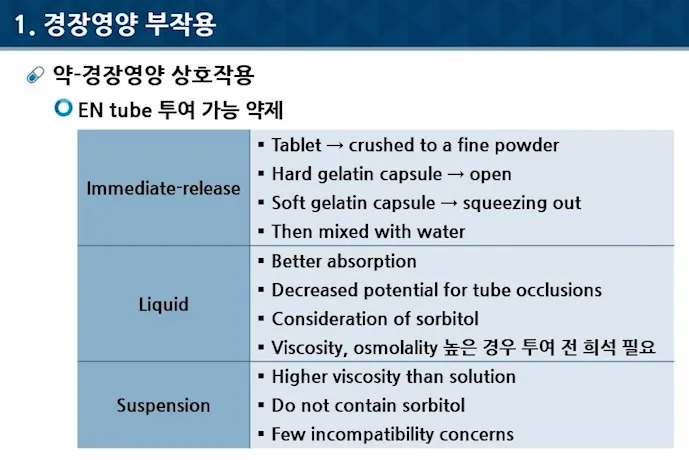 1. 경장영양 부작용
약-경장영양 상호작용
EN tube 투여 가능 약제
Immediate-release
▪ Tablet → crushed to a fine powder
▪ Hard gelatin capsule → open
▪ Soft gelatin capsule → squeezing out
▪ Then mixed with water
Liquid
▪ Better absorption
▪ Decreased potential for tube occlusions
▪ Consideration of sorbitol
▪ Viscosity, osmolality 높은 경우 투여 전 희석 필요
Suspension
▪ Higher viscosity than solution
▪ Do not contain sorbitol
▪ Few incompatibility concerns